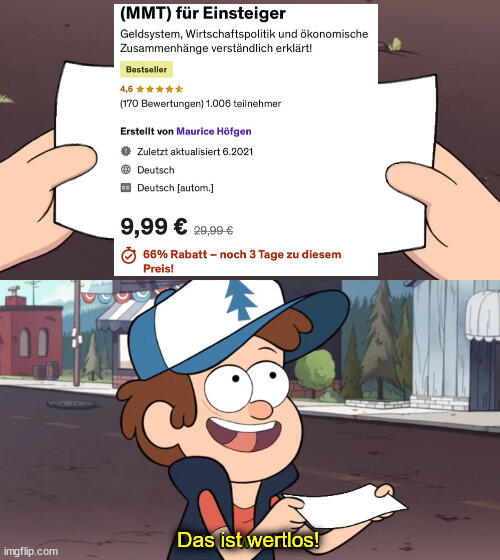 (MMT) für Einsteiger
Geldsystem, Wirtschaftspolitik und ökonomische
Zusammenhänge verständlich erklärt!
Bestseller
4,6
(170 Bewertungen) 1.006 teilnehmer
Erstellt von Maurice Höfgen
Zuletzt aktualisiert 6.2021
Deutsch
CC Deutsch [autom.]
9,99 € 29,99 €
66% Rabatt – noch 3 Tage zu diesem
Preis!
Das ist wertlos!
imgflip.com